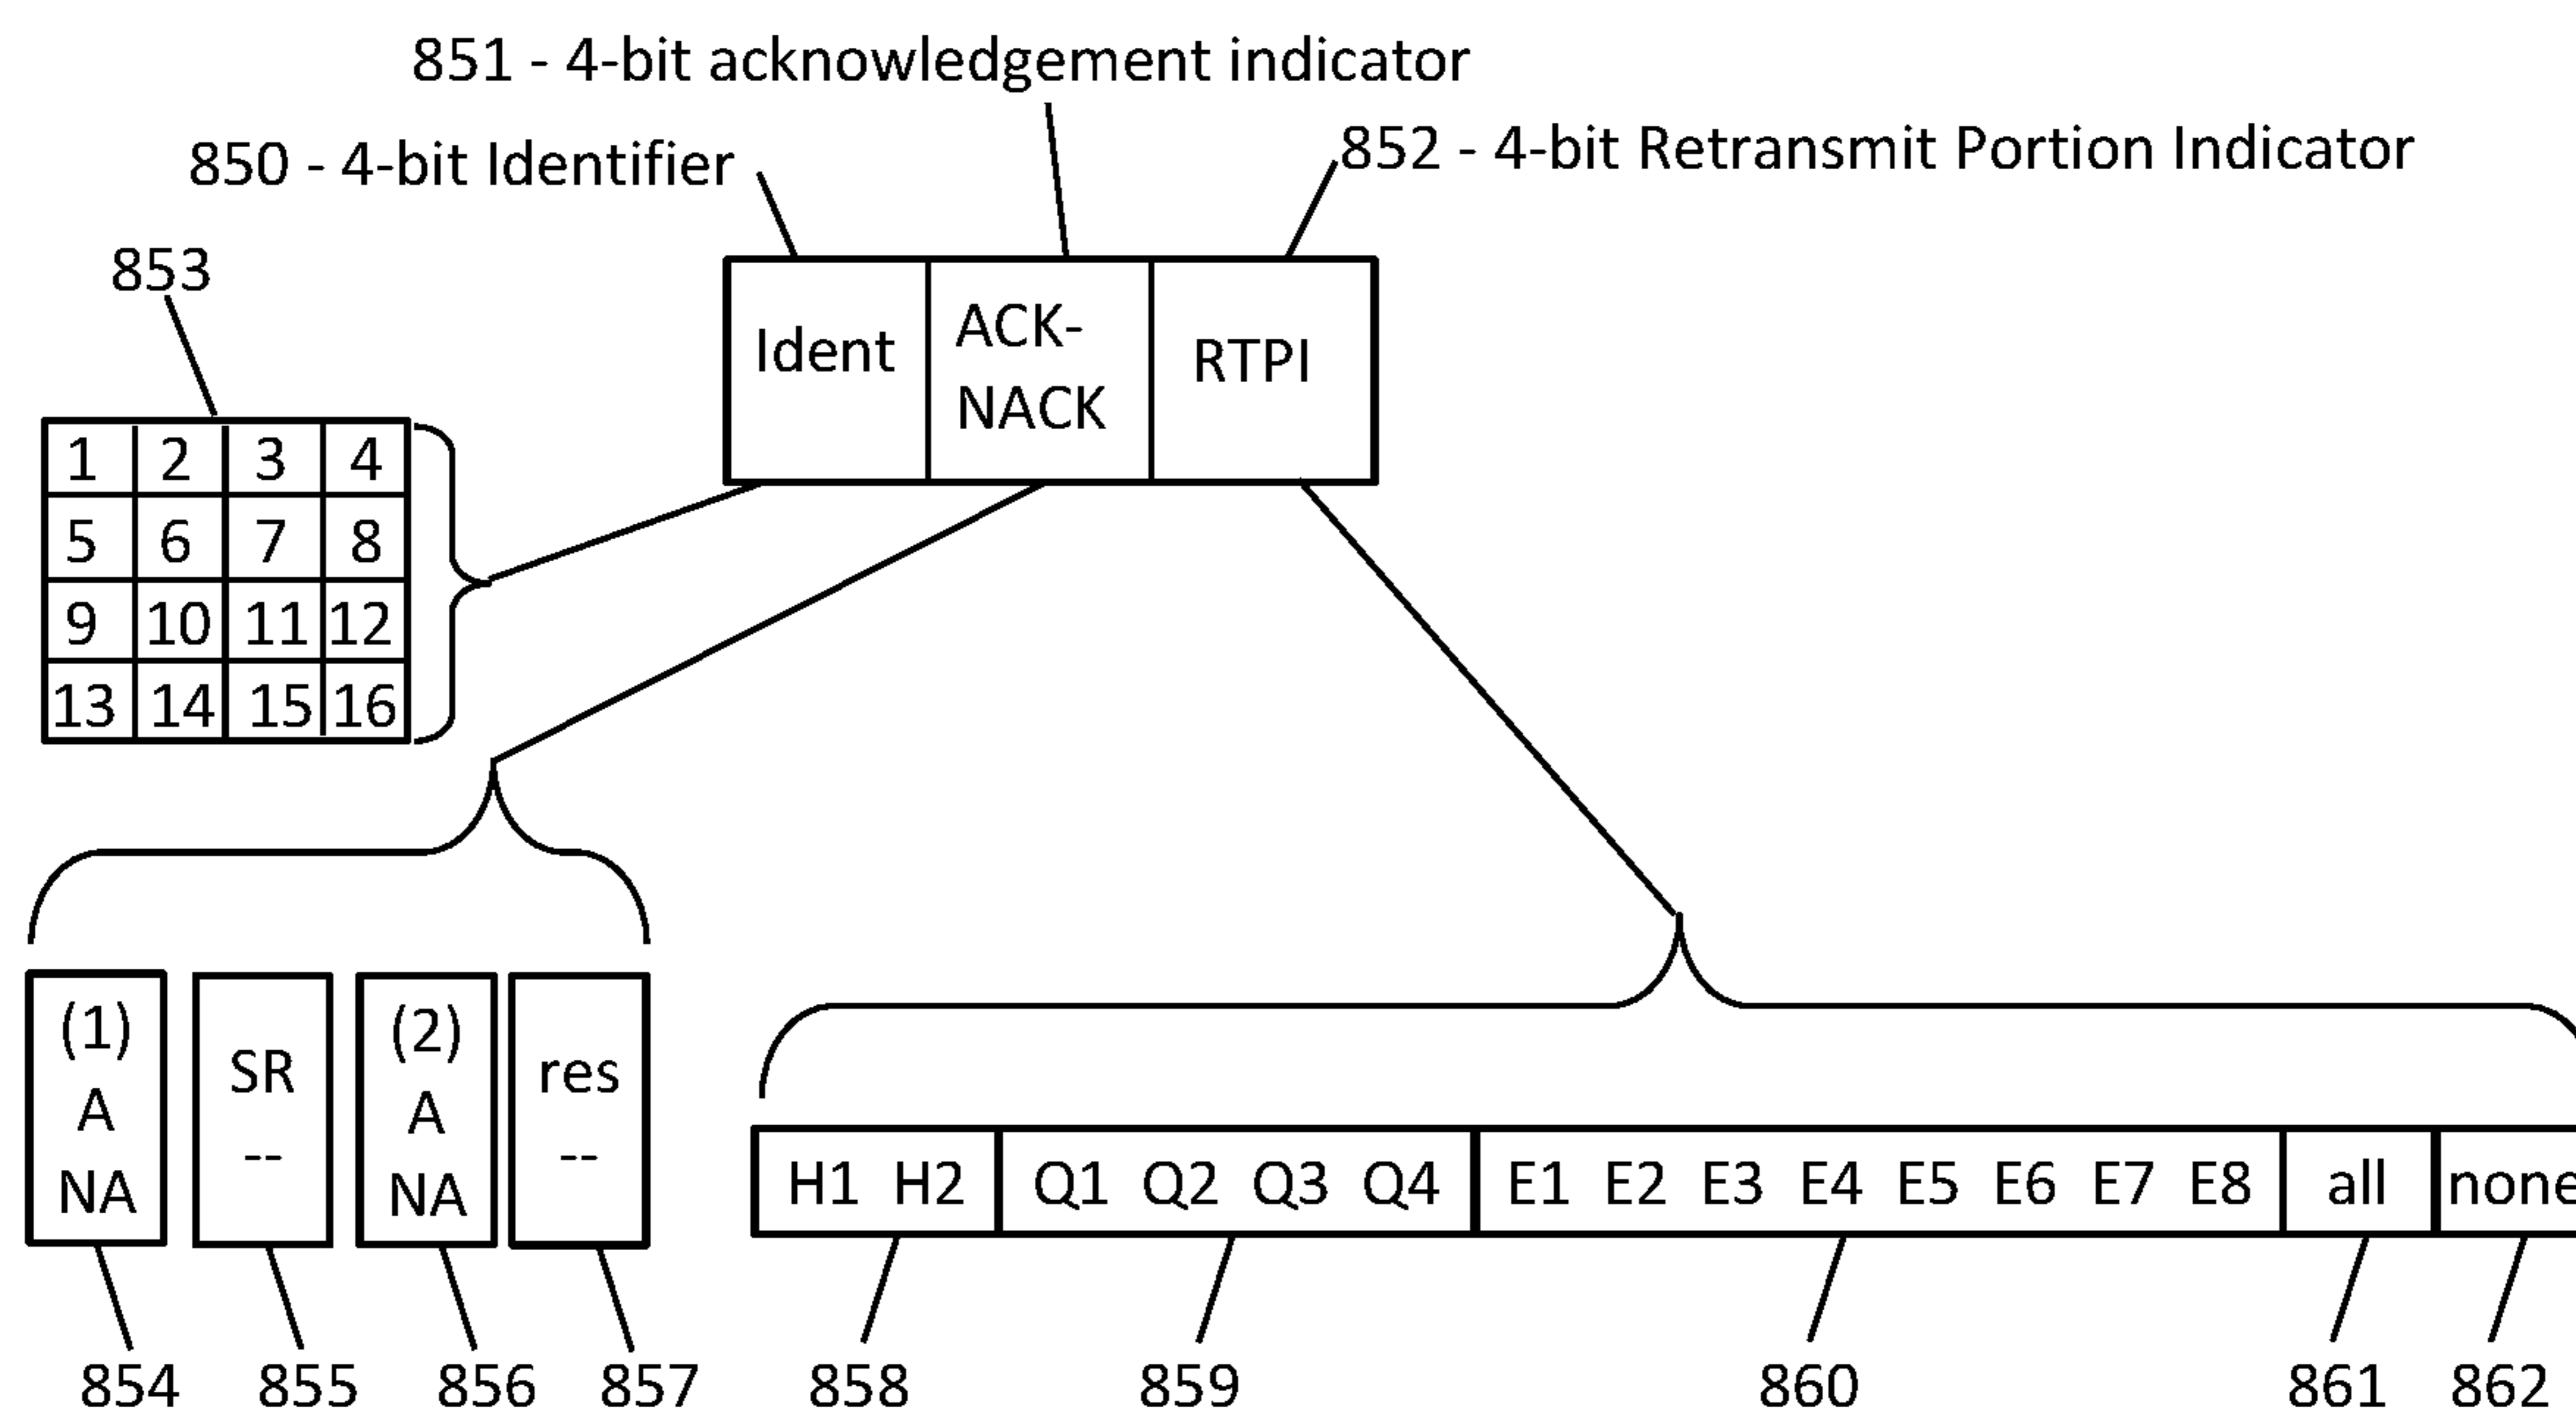 851 - 4-bit acknowledgement indicator
850 - 4-bit Identifier
852 - 4-bit Retransmit Portion Indicator
853
Ident
ACK-
NACK
RTPI
1 2 3 4
5 6 7 8
9 10 11 12
13 14 15 16
(1)
A
NA
SR
--
(2)
A
NA
res
--
H1 H2 Q1 Q2 Q3 Q4 E1 E2 E3 E4 E5 E6 E7 E8 all none
854 855 856 857 858 859 860 861 862